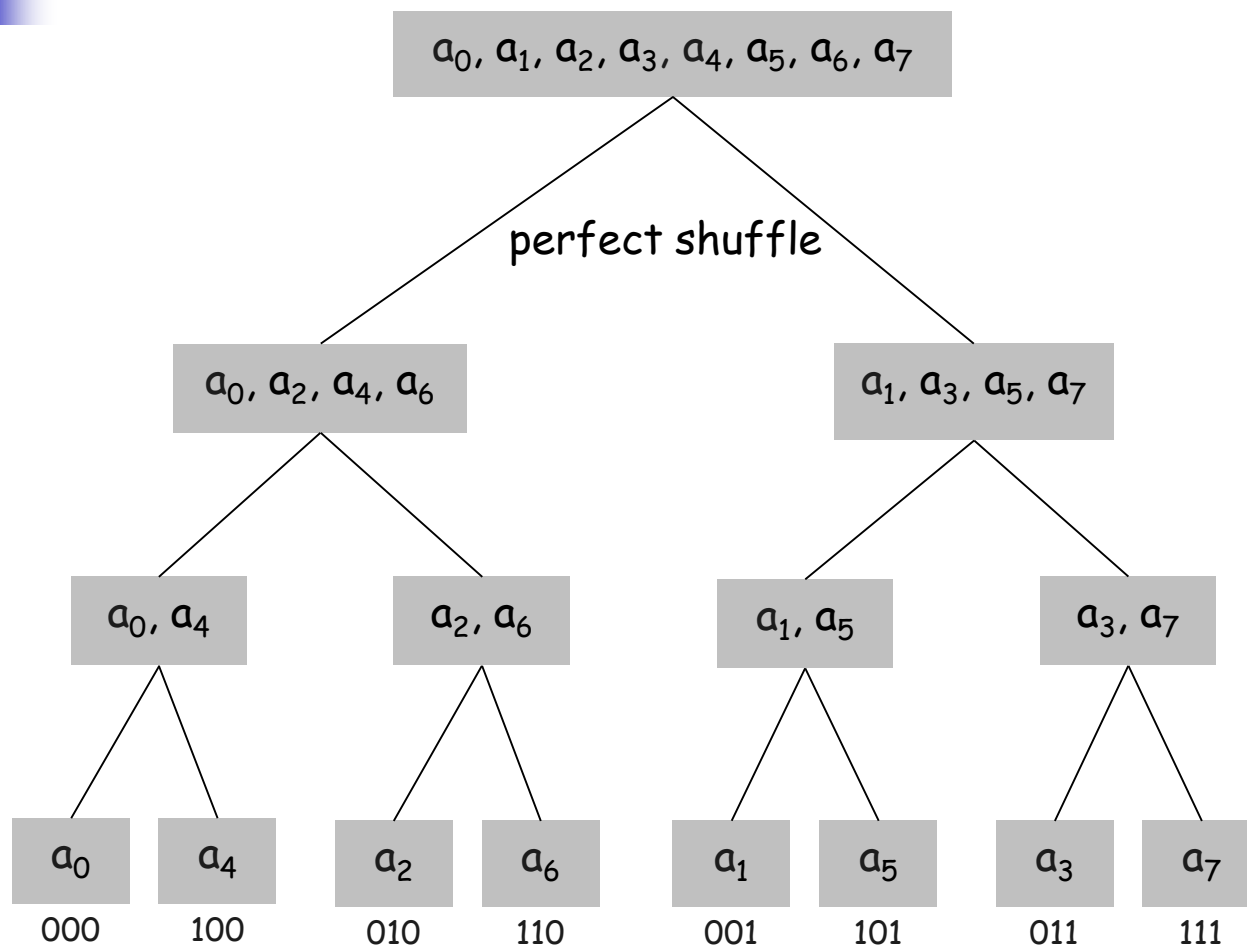 a₀, a₁, a₂, a₃, a₄, a₅, a₆, a₇
perfect shuffle
a₀, a₂, a₄, a₆
a₁, a₃, a₅, a₇
a₀, a₄
a₂, a₆
a₁, a₅
a₃, a₇
a₀
a₄
a₂
a₆
a₁
a₅
a₃
a₇
000
100
010
110
001
101
011
111